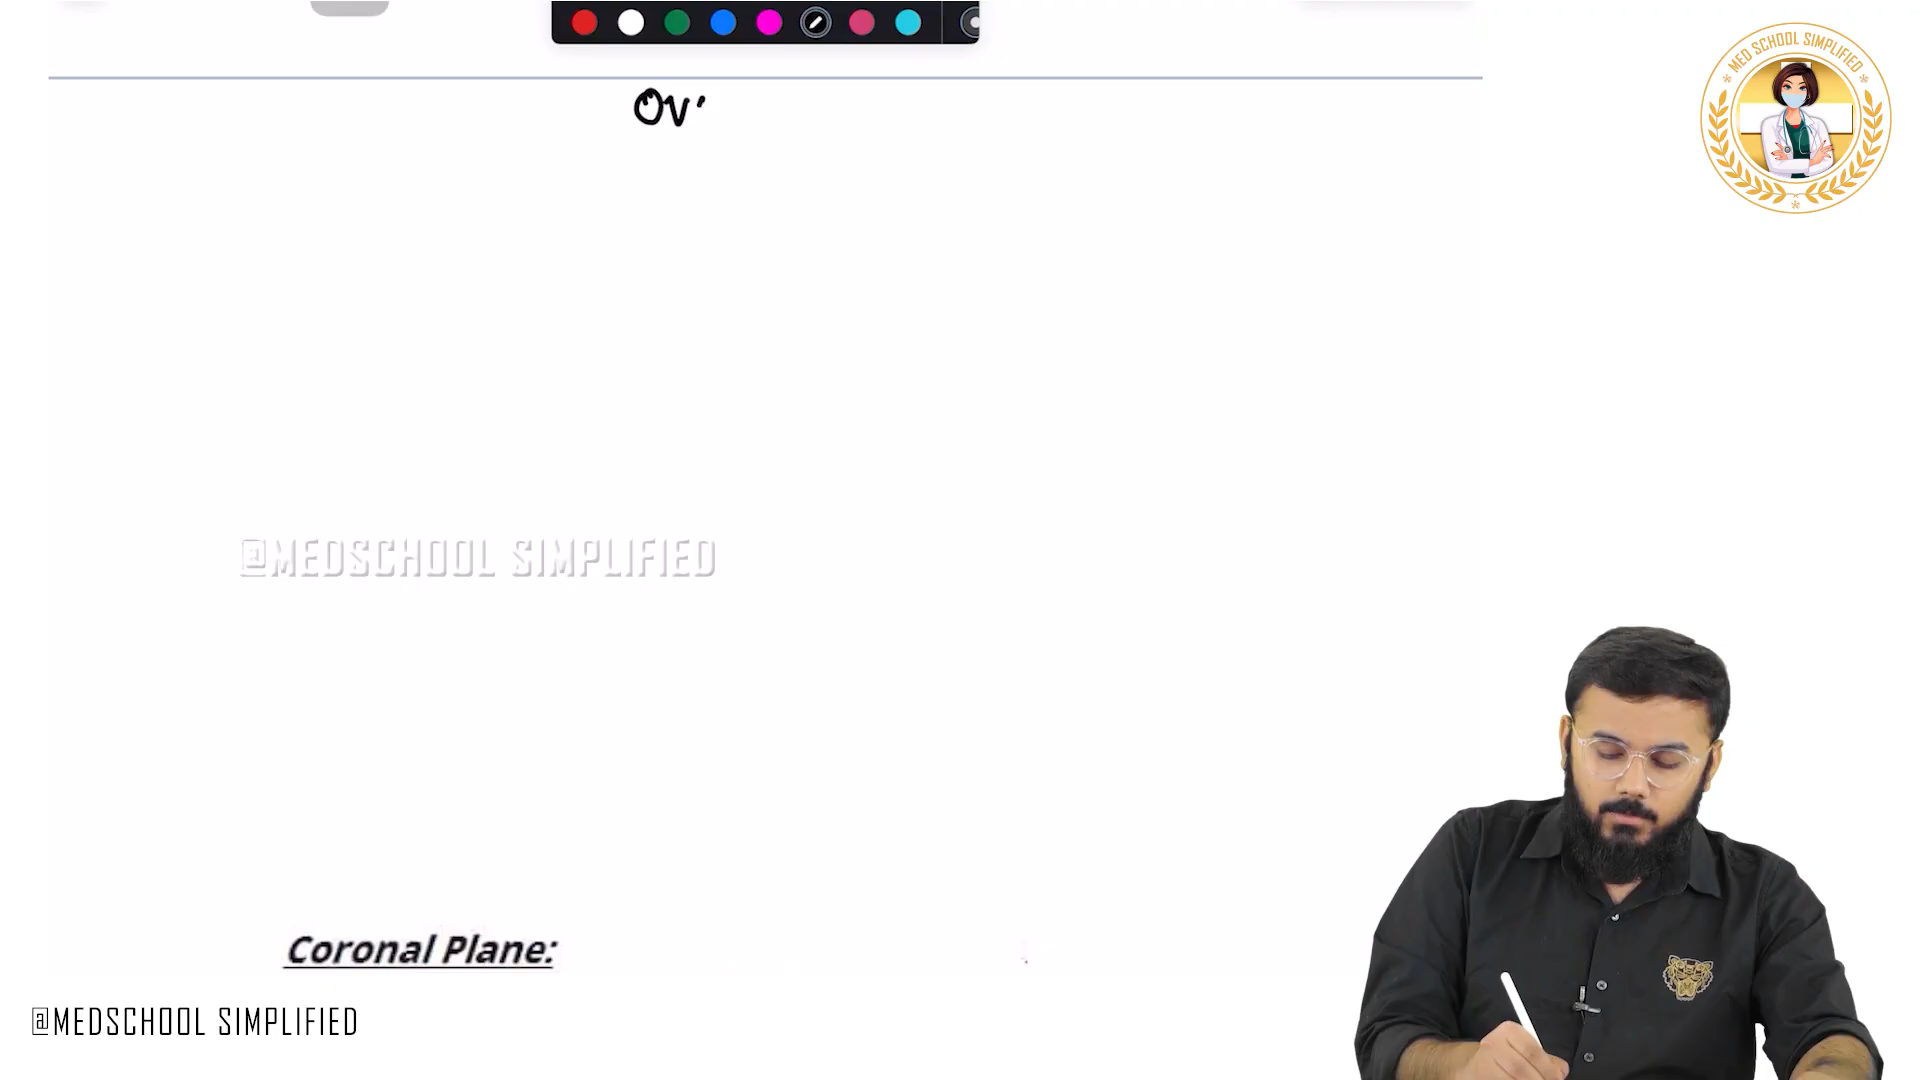 MED SCHOOL SIMPLIFIED
Ov
@MEDSCHOOL SIMPLIFIED
Coronal Plane:
@MEDSCHOOL SIMPLIFIED